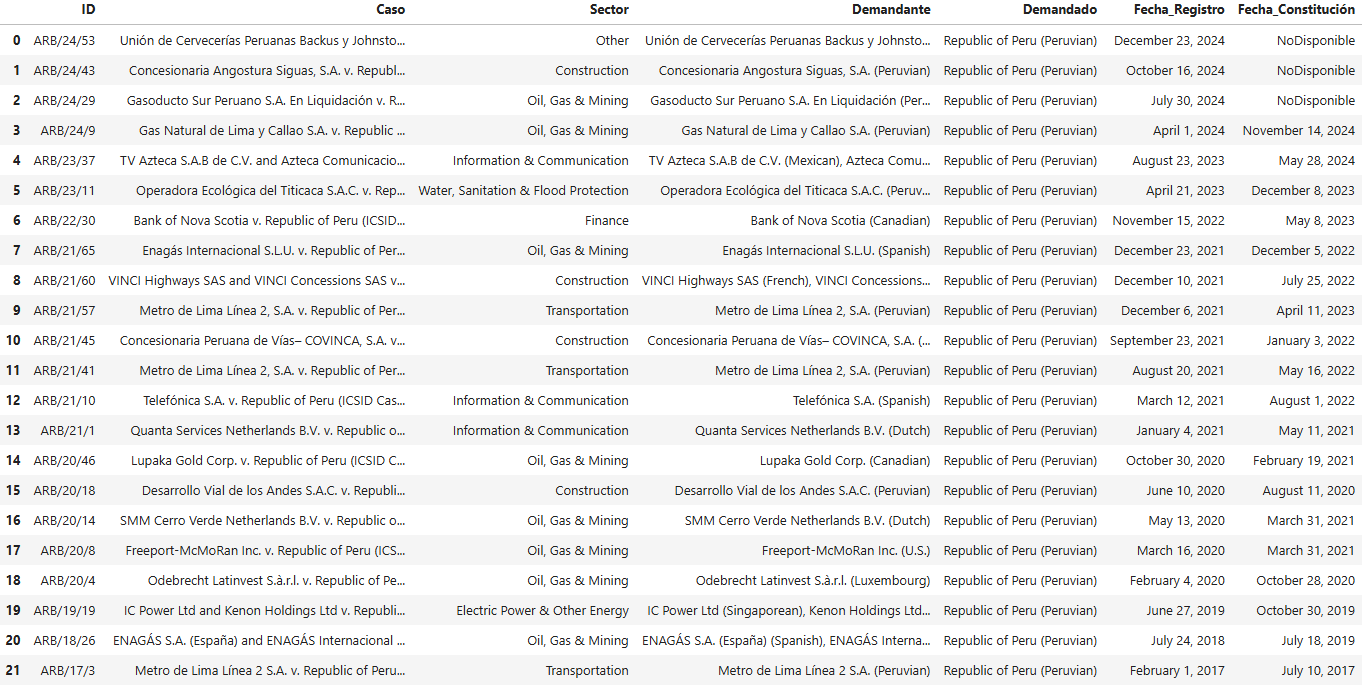 ID Caso Sector Demandante Demandado Fecha_Registro Fecha_Constitución
0 ARB/24/53 Unión de Cervecerías Peruanas Backus y Johnsto... Other Unión de Cervecerías Peruanas Backus y Johnsto... Republic of Peru (Peruvian) December 23, 2024 NoDisponible
1 ARB/24/43 Concesionaria Angostura Siguas, S.A. v. Republ... Construction Concesionaria Angostura Siguas, S.A. (Peruvian) Republic of Peru (Peruvian) October 16, 2024 NoDisponible
2 ARB/24/29 Gasoducto Sur Peruano S.A. En Liquidación v. R... Oil, Gas & Mining Gasoducto Sur Peruano S.A. En Liquidación (Per... Republic of Peru (Peruvian) July 30, 2024 NoDisponible
3 ARB/24/9 Gas Natural de Lima y Callao S.A. v. Republic ... Oil, Gas & Mining Gas Natural de Lima y Callao S.A. (Peruvian) Republic of Peru (Peruvian) April 1, 2024 November 14, 2024
4 ARB/23/37 TV Azteca S.A.B de C.V. and Azteca Comunicacio... Information & Communication TV Azteca S.A.B de C.V. (Mexican), Azteca Comu... Republic of Peru (Peruvian) August 23, 2023 May 28, 2024
5 ARB/23/11 Operadora Ecológica del Titicaca S.A.C. v. Rep... Water, Sanitation & Flood Protection Operadora Ecológica del Titicaca S.A.C. (Peruv... Republic of Peru (Peruvian) April 21, 2023 December 8, 2023
6 ARB/22/30 Bank of Nova Scotia v. Republic of Peru (ICSID... Finance Bank of Nova Scotia (Canadian) Republic of Peru (Peruvian) November 15, 2022 May 8, 2023
7 ARB/21/65 Enagás Internacional S.L.U. v. Republic of Per... Oil, Gas & Mining Enagás Internacional S.L.U. (Spanish) Republic of Peru (Peruvian) December 23, 2021 December 5, 2022
8 ARB/21/60 VINCI Highways SAS and VINCI Concessions SAS v... Construction VINCI Highways SAS (French), VINCI Concessions... Republic of Peru (Peruvian) December 10, 2021 July 25, 2022
9 ARB/21/57 Metro de Lima Línea 2, S.A. v. Republic of Per... Transportation Metro de Lima Línea 2, S.A. (Peruvian) Republic of Peru (Peruvian) December 6, 2021 April 11, 2023
10 ARB/21/45 Concesionaria Peruana de Vías– COVINCA, S.A. v... Construction Concesionaria Peruana de Vías– COVINCA, S.A. (... Republic of Peru (Peruvian) September 23, 2021 January 3, 2022
11 ARB/21/41 Metro de Lima Línea 2, S.A. v. Republic of Per... Transportation Metro de Lima Línea 2, S.A. (Peruvian) Republic of Peru (Peruvian) August 20, 2021 May 16, 2022
12 ARB/21/10 Telefónica S.A. v. Republic of Peru (ICSID Cas... Information & Communication Telefónica S.A. (Spanish) Republic of Peru (Peruvian) March 12, 2021 August 1, 2022
13 ARB/21/1 Quanta Services Netherlands B.V. v. Republic o... Information & Communication Quanta Services Netherlands B.V. (Dutch) Republic of Peru (Peruvian) January 4, 2021 May 11, 2021
14 ARB/20/46 Lupaka Gold Corp. v. Republic of Peru (ICSID C... Oil, Gas & Mining Lupaka Gold Corp. (Canadian) Republic of Peru (Peruvian) October 30, 2020 February 19, 2021
15 ARB/20/18 Desarrollo Vial de los Andes S.A.C. v. Republi... Construction Desarrollo Vial de los Andes S.A.C. (Peruvian) Republic of Peru (Peruvian) June 10, 2020 August 11, 2020
16 ARB/20/14 SMM Cerro Verde Netherlands B.V. v. Republic o... Oil, Gas & Mining SMM Cerro Verde Netherlands B.V. (Dutch) Republic of Peru (Peruvian) May 13, 2020 March 31, 2021
17 ARB/20/8 Freeport-McMoRan Inc. v. Republic of Peru (ICS... Oil, Gas & Mining Freeport-McMoRan Inc. (U.S.) Republic of Peru (Peruvian) March 16, 2020 March 31, 2021
18 ARB/20/4 Odebrecht Latinvest S.à.r.l. v. Republic of Pe... Oil, Gas & Mining Odebrecht Latinvest S.à.r.l. (Luxembourg) Republic of Peru (Peruvian) February 4, 2020 October 28, 2020
19 ARB/19/19 IC Power Ltd and Kenon Holdings Ltd v. Republi... Electric Power & Other Energy IC Power Ltd (Singaporean), Kenon Holdings Ltd... Republic of Peru (Peruvian) June 27, 2019 October 30, 2019
20 ARB/18/26 ENAGÁS S.A. (España) and ENAGÁS Internacional ... Oil, Gas & Mining ENAGÁS S.A. (España) (Spanish), ENAGÁS Interna... Republic of Peru (Peruvian) July 24, 2018 July 18, 2019
21 ARB/17/3 Metro de Lima Línea 2 S.A. v. Republic of Peru... Transportation Metro de Lima Línea 2 S.A. (Peruvian) Republic of Peru (Peruvian) February 1, 2017 July 10, 2017